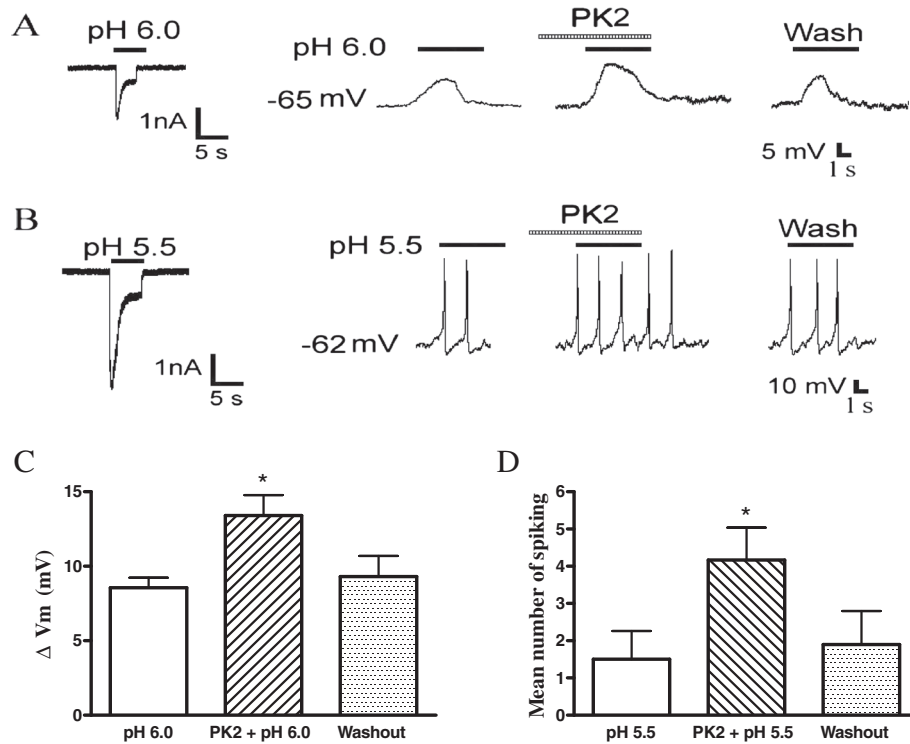 A
pH 6.0
1nA
5 s
pH 6.0
-65 mV
PK2
Wash
5 mV
1 s
B
pH 5.5
1nA
5 s
pH 5.5
-62 mV
PK2
Wash
10 mV
1 s
C
Δ Vm (mV)
15
10
5
0
pH 6.0
PK2 + pH 6.0
Washout
*
D
Mean number of spiking
6
5
4
3
2
1
0
pH 5.5
PK2 + pH 5.5
Washout
*